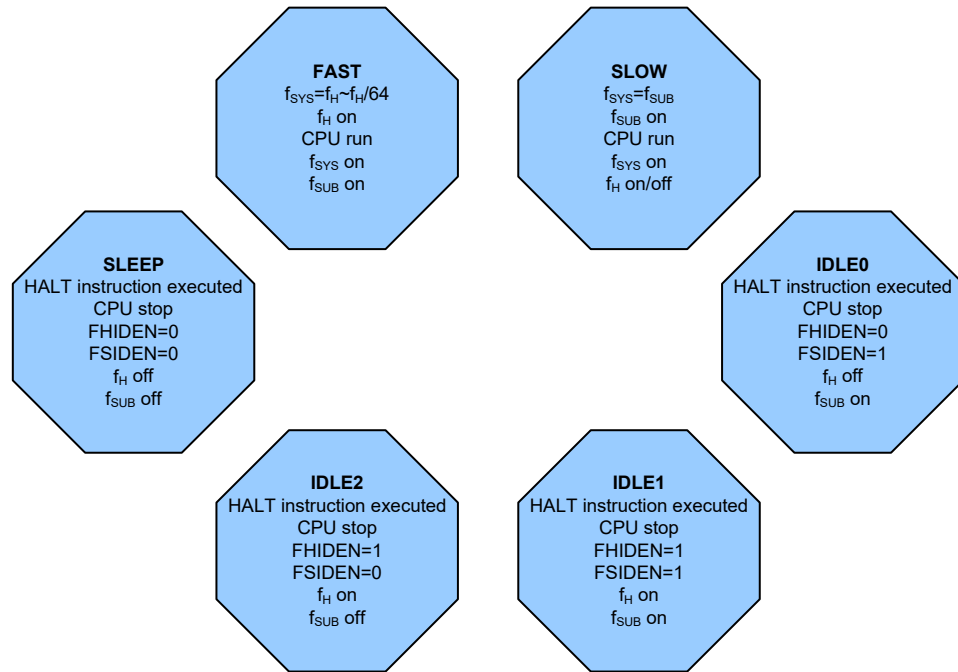 FAST
fSYS=fH~fH/64
fH on
CPU run
fSYS on
fSUB on
SLOW
fSYS=fSUB
fSUB on
CPU run
fSYS on
fH on/off
SLEEP
HALT instruction executed
CPU stop
FHIDEN=0
FSIDEN=0
fH off
fSUB off
IDLE0
HALT instruction executed
CPU stop
FHIDEN=0
FSIDEN=1
fH off
fSUB on
IDLE2
HALT instruction executed
CPU stop
FHIDEN=1
FSIDEN=0
fH on
fSUB off
IDLE1
HALT instruction executed
CPU stop
FHIDEN=1
FSIDEN=1
fH on
fSUB on